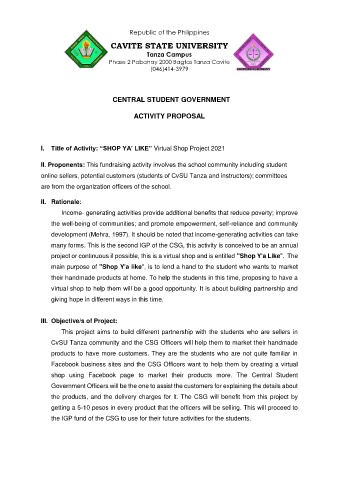 Republic of the Philippines
CAVITE STATE UNIVERSITY
Tanza Campus
Phase 2 Pabahay 2000 Bagtas Tanza Cavite
(046)414-3979
CENTRAL STUDENT GOVERNMENT
ACTIVITY PROPOSAL
I. Title of Activity: “SHOP YA’ LIKE” Virtual Shop Project 2021
II. Proponents: This fundraising activity involves the school community including student
online sellers, potential customers (students of CvSU Tanza and Instructors); committees
are from the organization officers of the school.
II. Rationale:
Income- generating activities provide additional benefits that reduce poverty; improve
the well-being of communities; and promote empowerment, self-reliance and community
development (Mehra, 1997). It should be noted that income-generating activities can take
many forms. This is the second IGP of the CSG, this activity is conceived to be an annual
project or continuous if possible, this is a virtual shop and is entitled "Shop Y'a Like". The
main purpose of "Shop Y'a like", is to lend a hand to the student who wants to market
their handmade products at home. To help the students in this time, proposing to have a
virtual shop to help them will be a good opportunity. It is about building partnership and
giving hope in different ways in this time.
III. Objective/s of Project:
This project aims to build different partnership with the students who are sellers in
CvSU Tanza community and the CSG Officers will help them to market their handmade
products to have more customers. They are the students who are not quite familiar in
Facebook business sites and the CSG Officers want to help them by creating a virtual
shop using Facebook page to market their products more. The Central Student
Government Officers will be the one to assist the customers for explaining the details about
the products, and the delivery charges for it. The CSG will benefit from this project by
getting a 5-10 pesos in every product that the officers will be selling. This will proceed to
the IGP fund of the CSG to use for their future activities for the students.